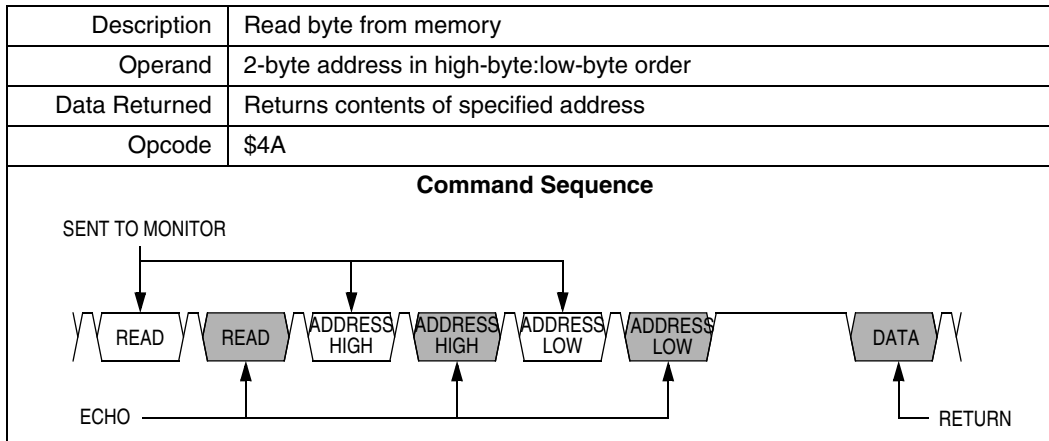 Description Read byte from memory
Operand 2-byte address in high-byte:low-byte order
Data Returned Returns contents of specified address
Opcode $4A
Command Sequence
SENT TO MONITOR
READ READ ADDRESS HIGH ADDRESS HIGH ADDRESS LOW ADDRESS LOW DATA
ECHO RETURN